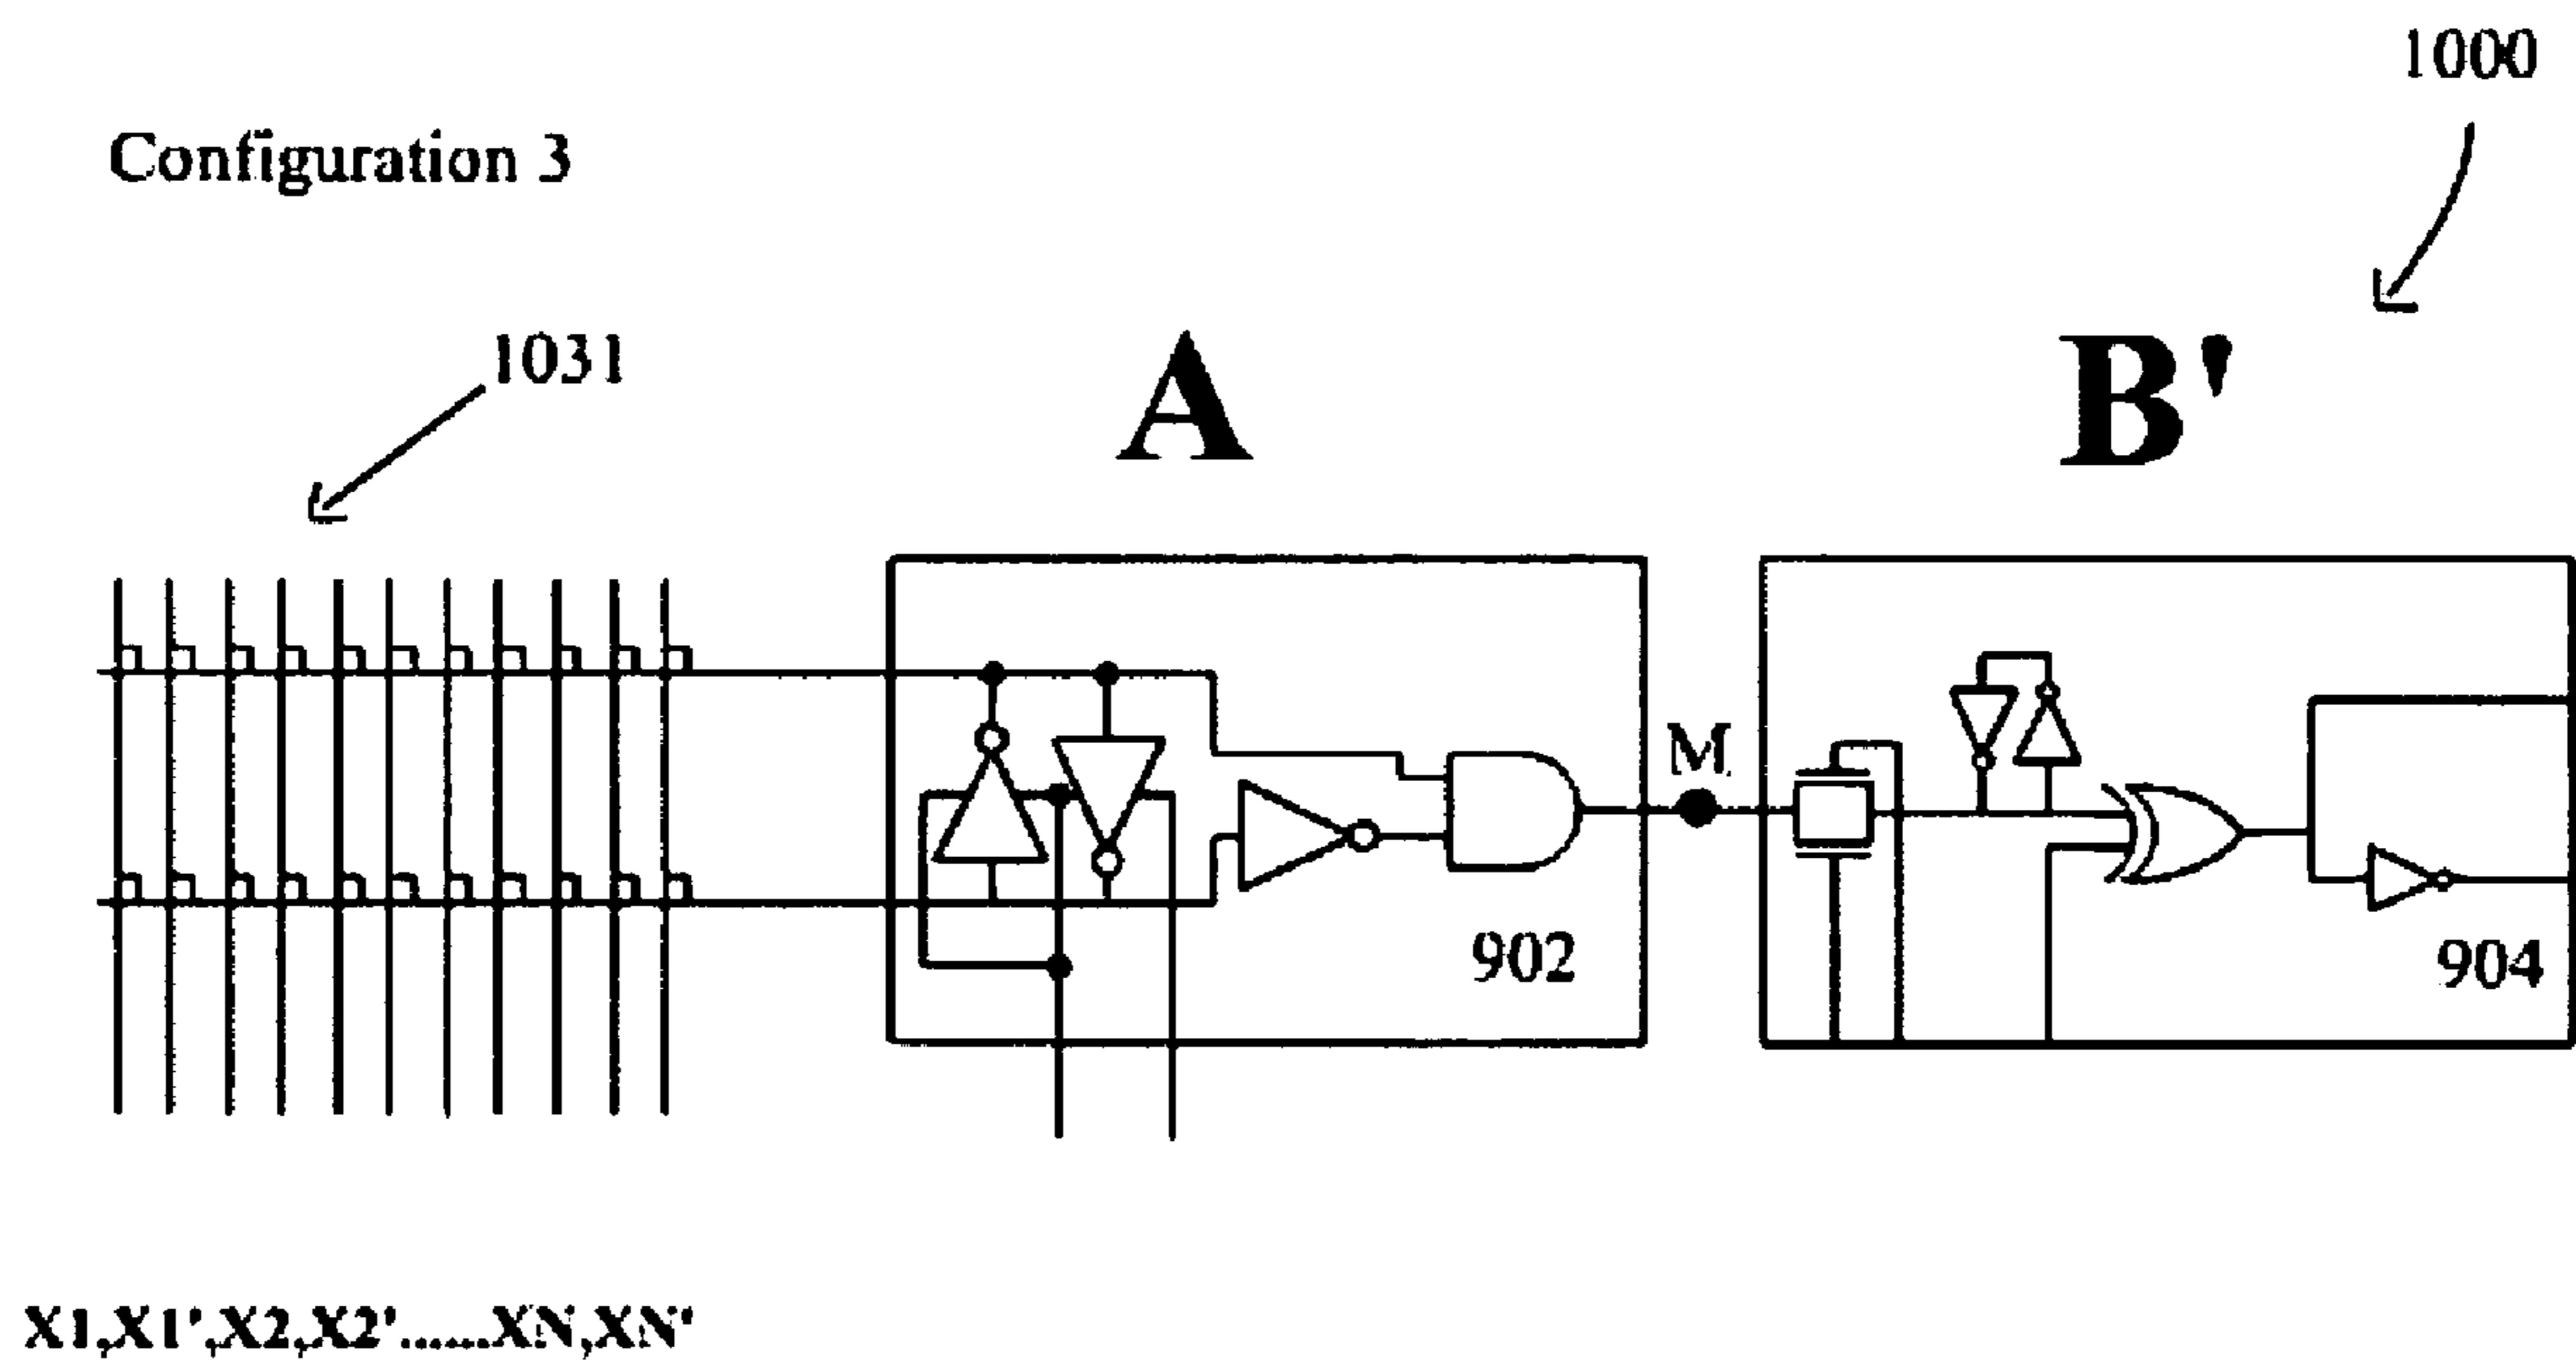 1000
Configuration 3
1031
A
B'
M
902
904
X1,X1',X2,X2'......XN,XN'